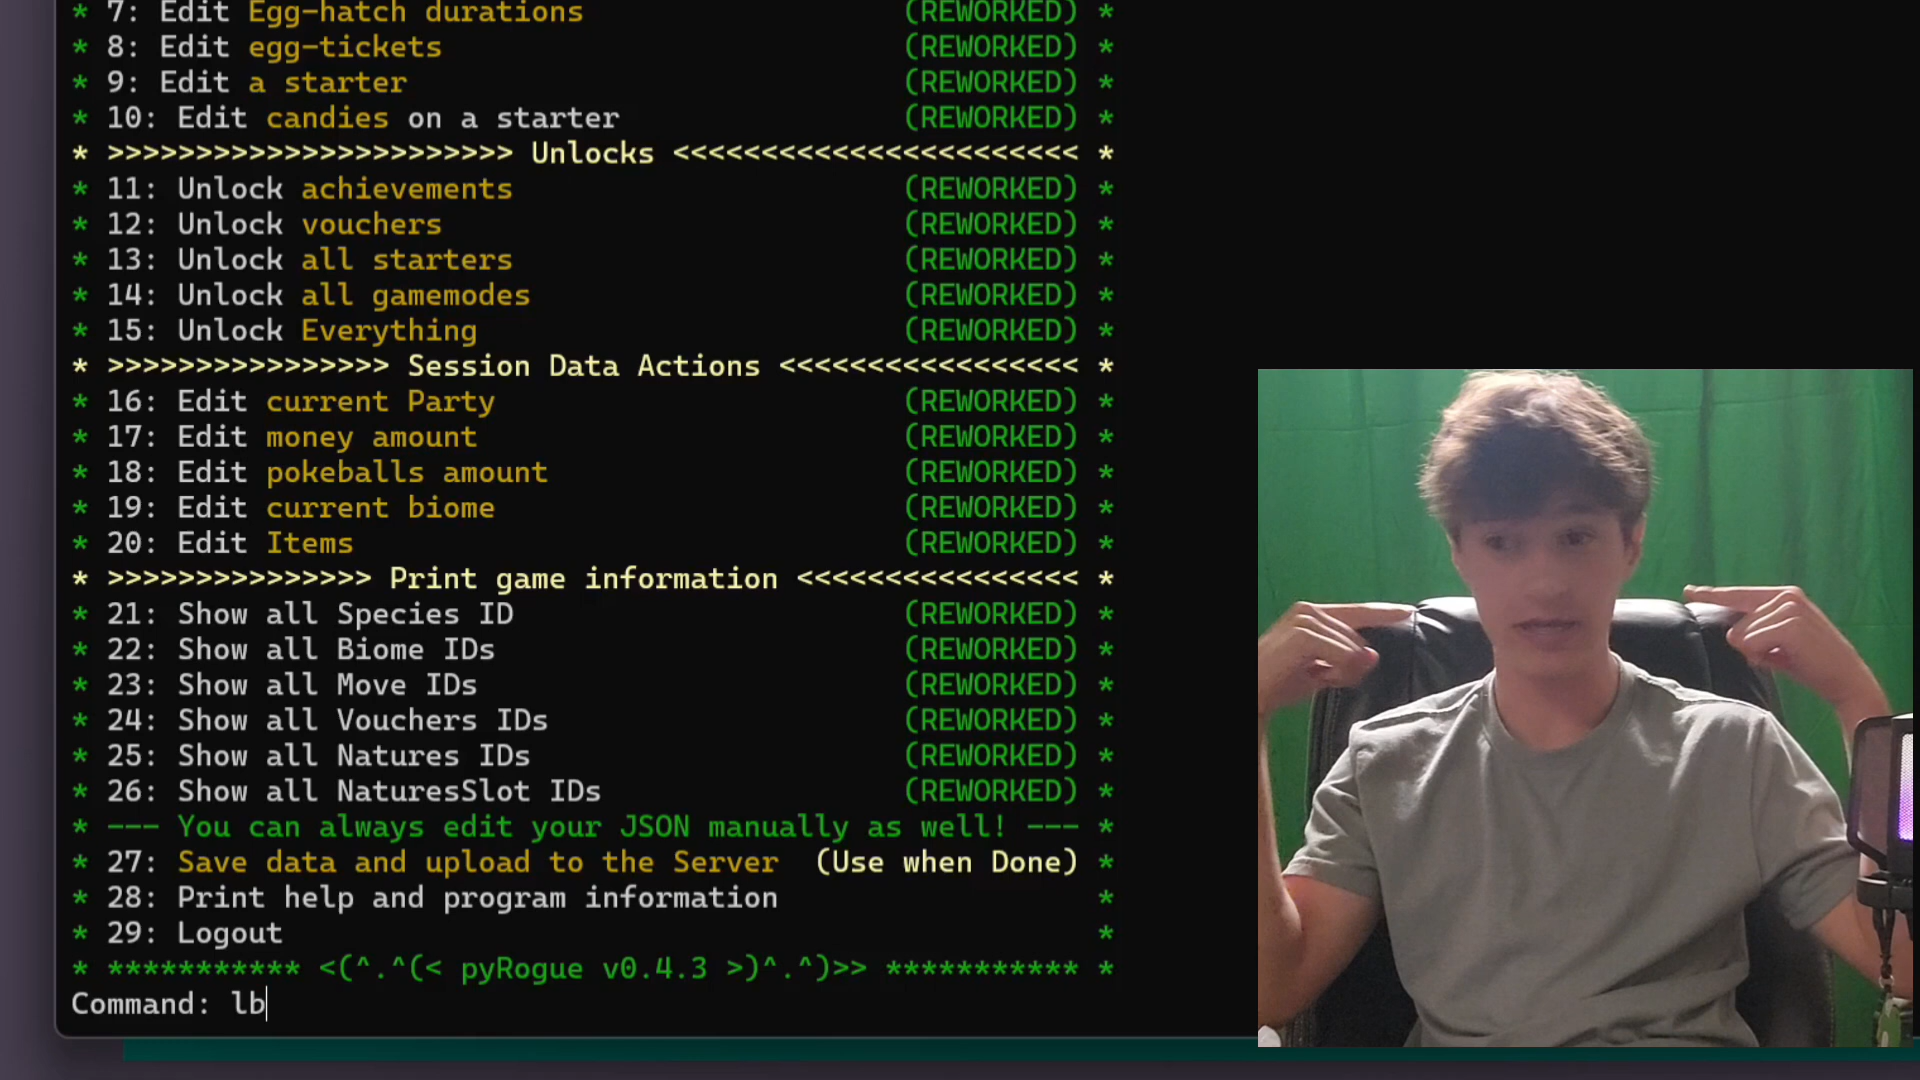 * 7: Edit Egg-hatch durations (REWORKED) *
* 8: Edit egg-tickets (REWORKED) *
* 9: Edit a starter (REWORKED) *
* 10: Edit candies on a starter (REWORKED) *
* >>>>>>>>>>>>>>>>>>>>>>> Unlocks <<<<<<<<<<<<<<<<<<<<<<< *
* 11: Unlock achievements (REWORKED) *
* 12: Unlock vouchers (REWORKED) *
* 13: Unlock all starters (REWORKED) *
* 14: Unlock all gamemodes (REWORKED) *
* 15: Unlock Everything (REWORKED) *
* >>>>>>>>>>>>>>>> Session Data Actions <<<<<<<<<<<<<<<<< *
* 16: Edit current Party (REWORKED) *
* 17: Edit money amount (REWORKED) *
* 18: Edit pokeballs amount (REWORKED) *
* 19: Edit current biome (REWORKED) *
* 20: Edit Items (REWORKED) *
* >>>>>>>>>>>>>>> Print game information <<<<<<<<<<<<<<<< *
* 21: Show all Species ID (REWORKED) *
* 22: Show all Biome IDs (REWORKED) *
* 23: Show all Move IDs (REWORKED) *
* 24: Show all Vouchers IDs (REWORKED) *
* 25: Show all Natures IDs (REWORKED) *
* 26: Show all NaturesSlot IDs (REWORKED) *
* --- You can always edit your JSON manually as well! --- *
* 27: Save data and upload to the Server (Use when Done) *
* 28: Print help and program information *
* 29: Logout *
* *********** <(^.^(< pyRogue v0.4.3 >)^.^)>> *********** *
Command: lb